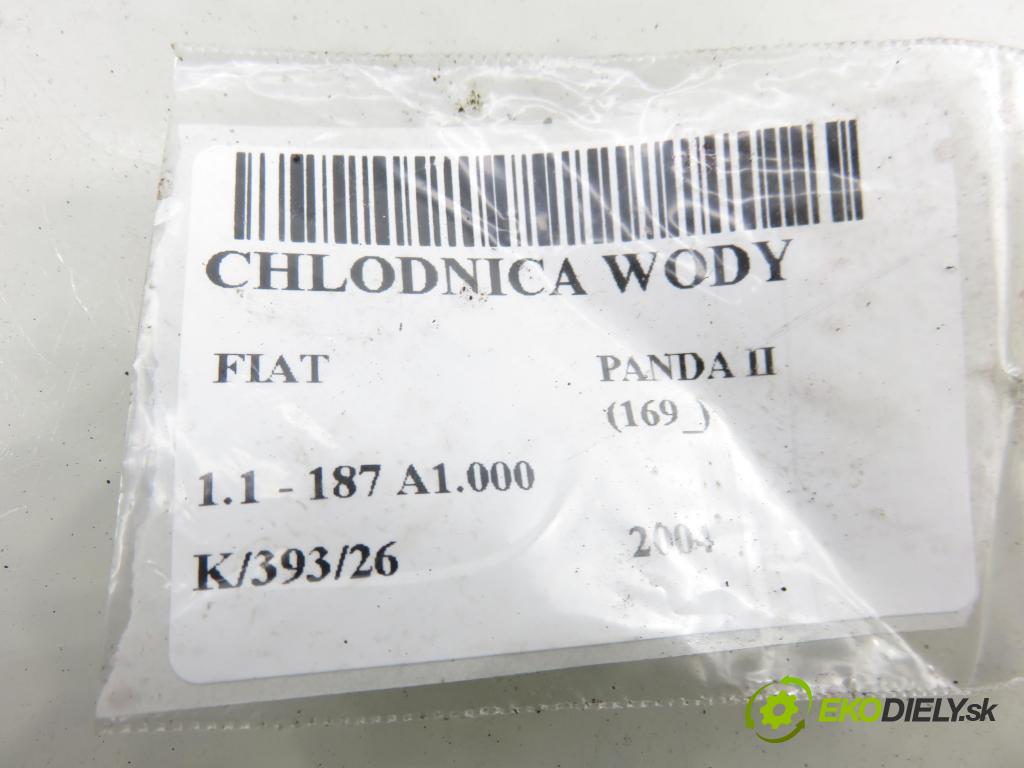 CHLODNICA WODY
FIAT PANDA II
(169_)
1.1 - 187 A1.000
K/393/26 2004
EKODIELY.sk